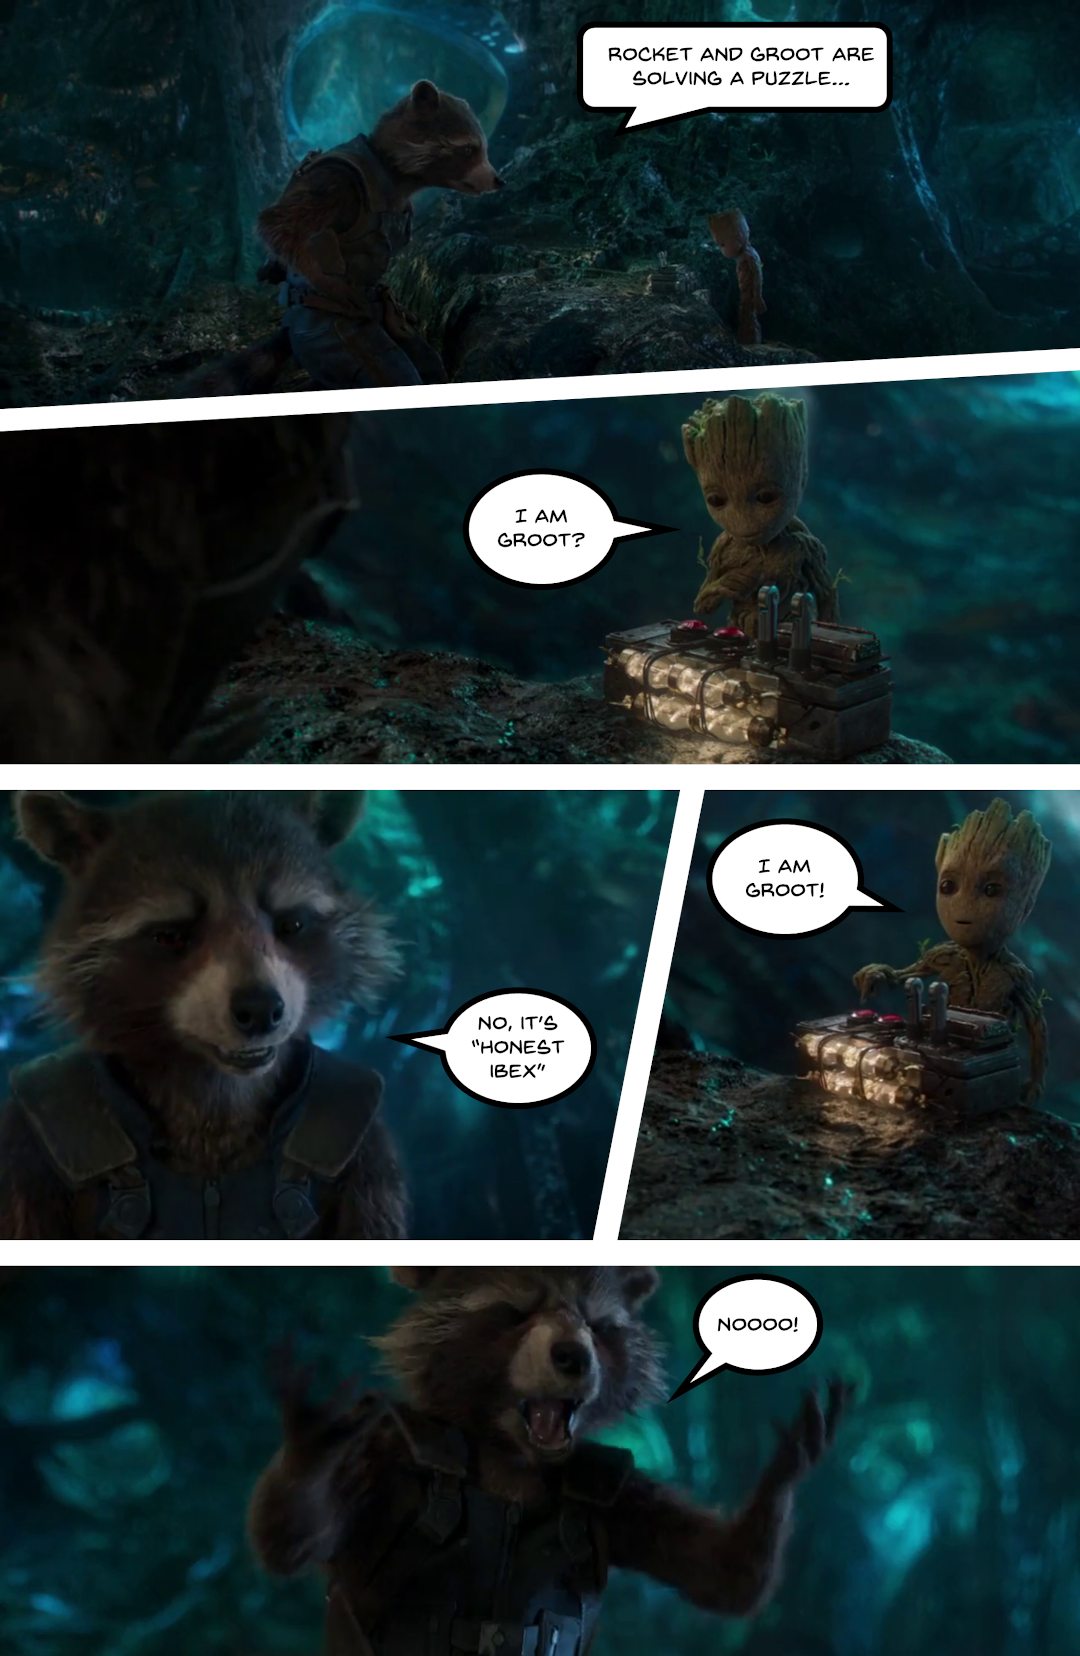 ROCKET AND GROOT ARE
SOLVING A PUZZLE...
I AM
GROOT?
NO, IT'S
"HONEST
IBEX"
I AM
GROOT!
NOOOO!